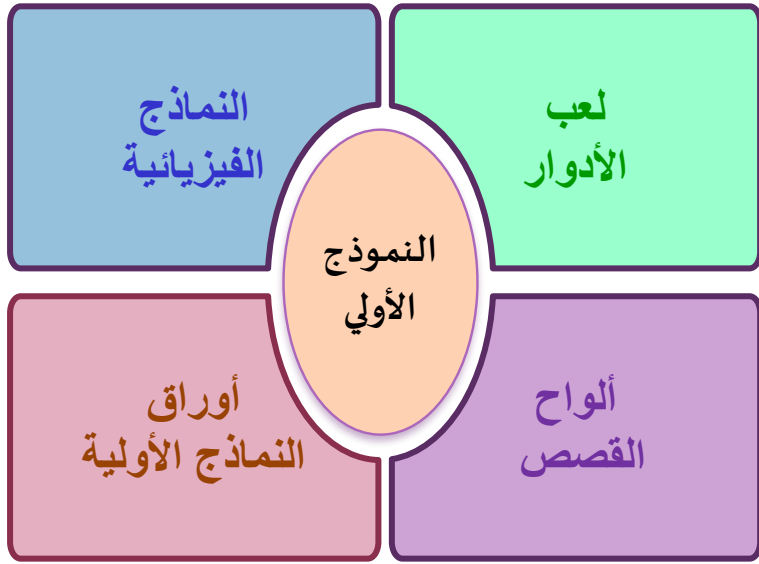 لعب
الأدوار
النماذج
الفيزيائية
النموذج
الأولي
ألواح
القصص
أوراق
النماذج الأولية